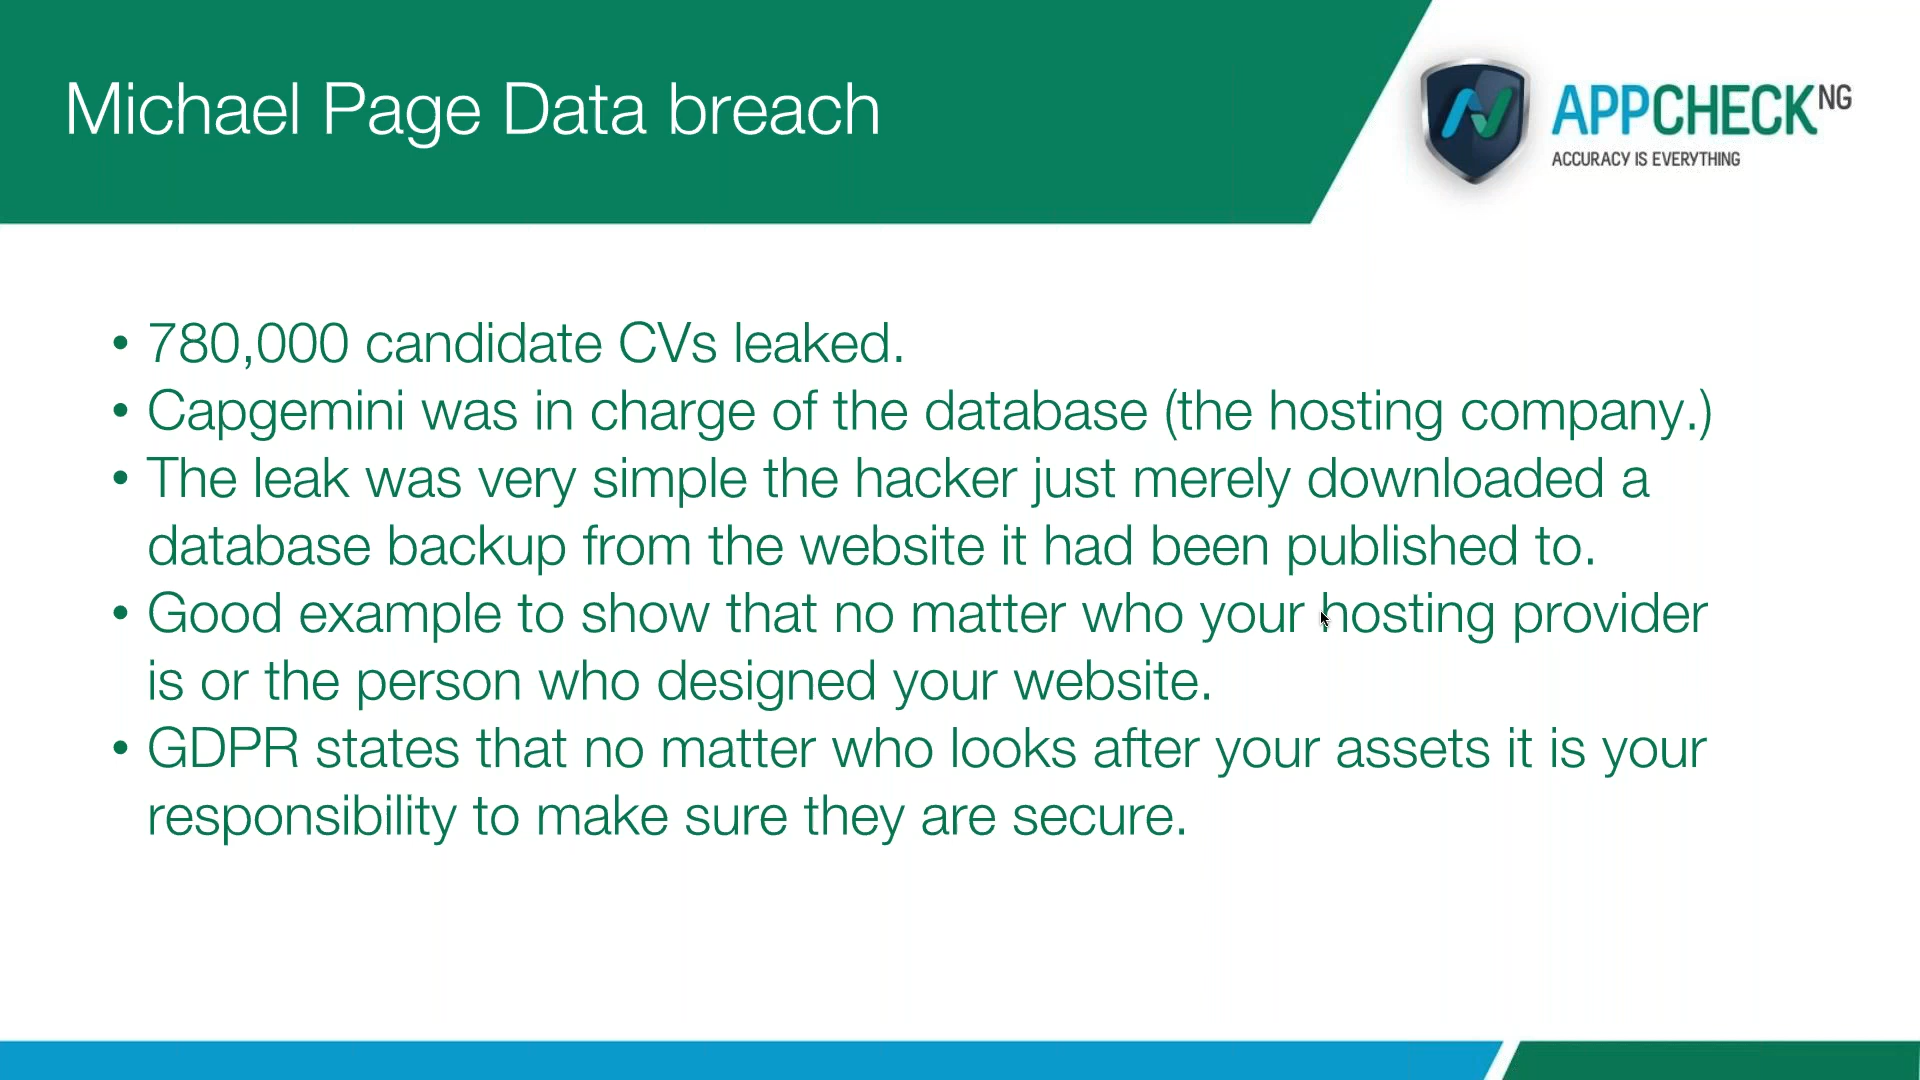 Michael Page Data breach
APPCHECK NG
ACCURACY IS EVERYTHING
• 780,000 candidate CVs leaked.
• Capgemini was in charge of the database (the hosting company.)
• The leak was very simple the hacker just merely downloaded a
database backup from the website it had been published to.
• Good example to show that no matter who your hosting provider
is or the person who designed your website.
• GDPR states that no matter who looks after your assets it is your
responsibility to make sure they are secure.